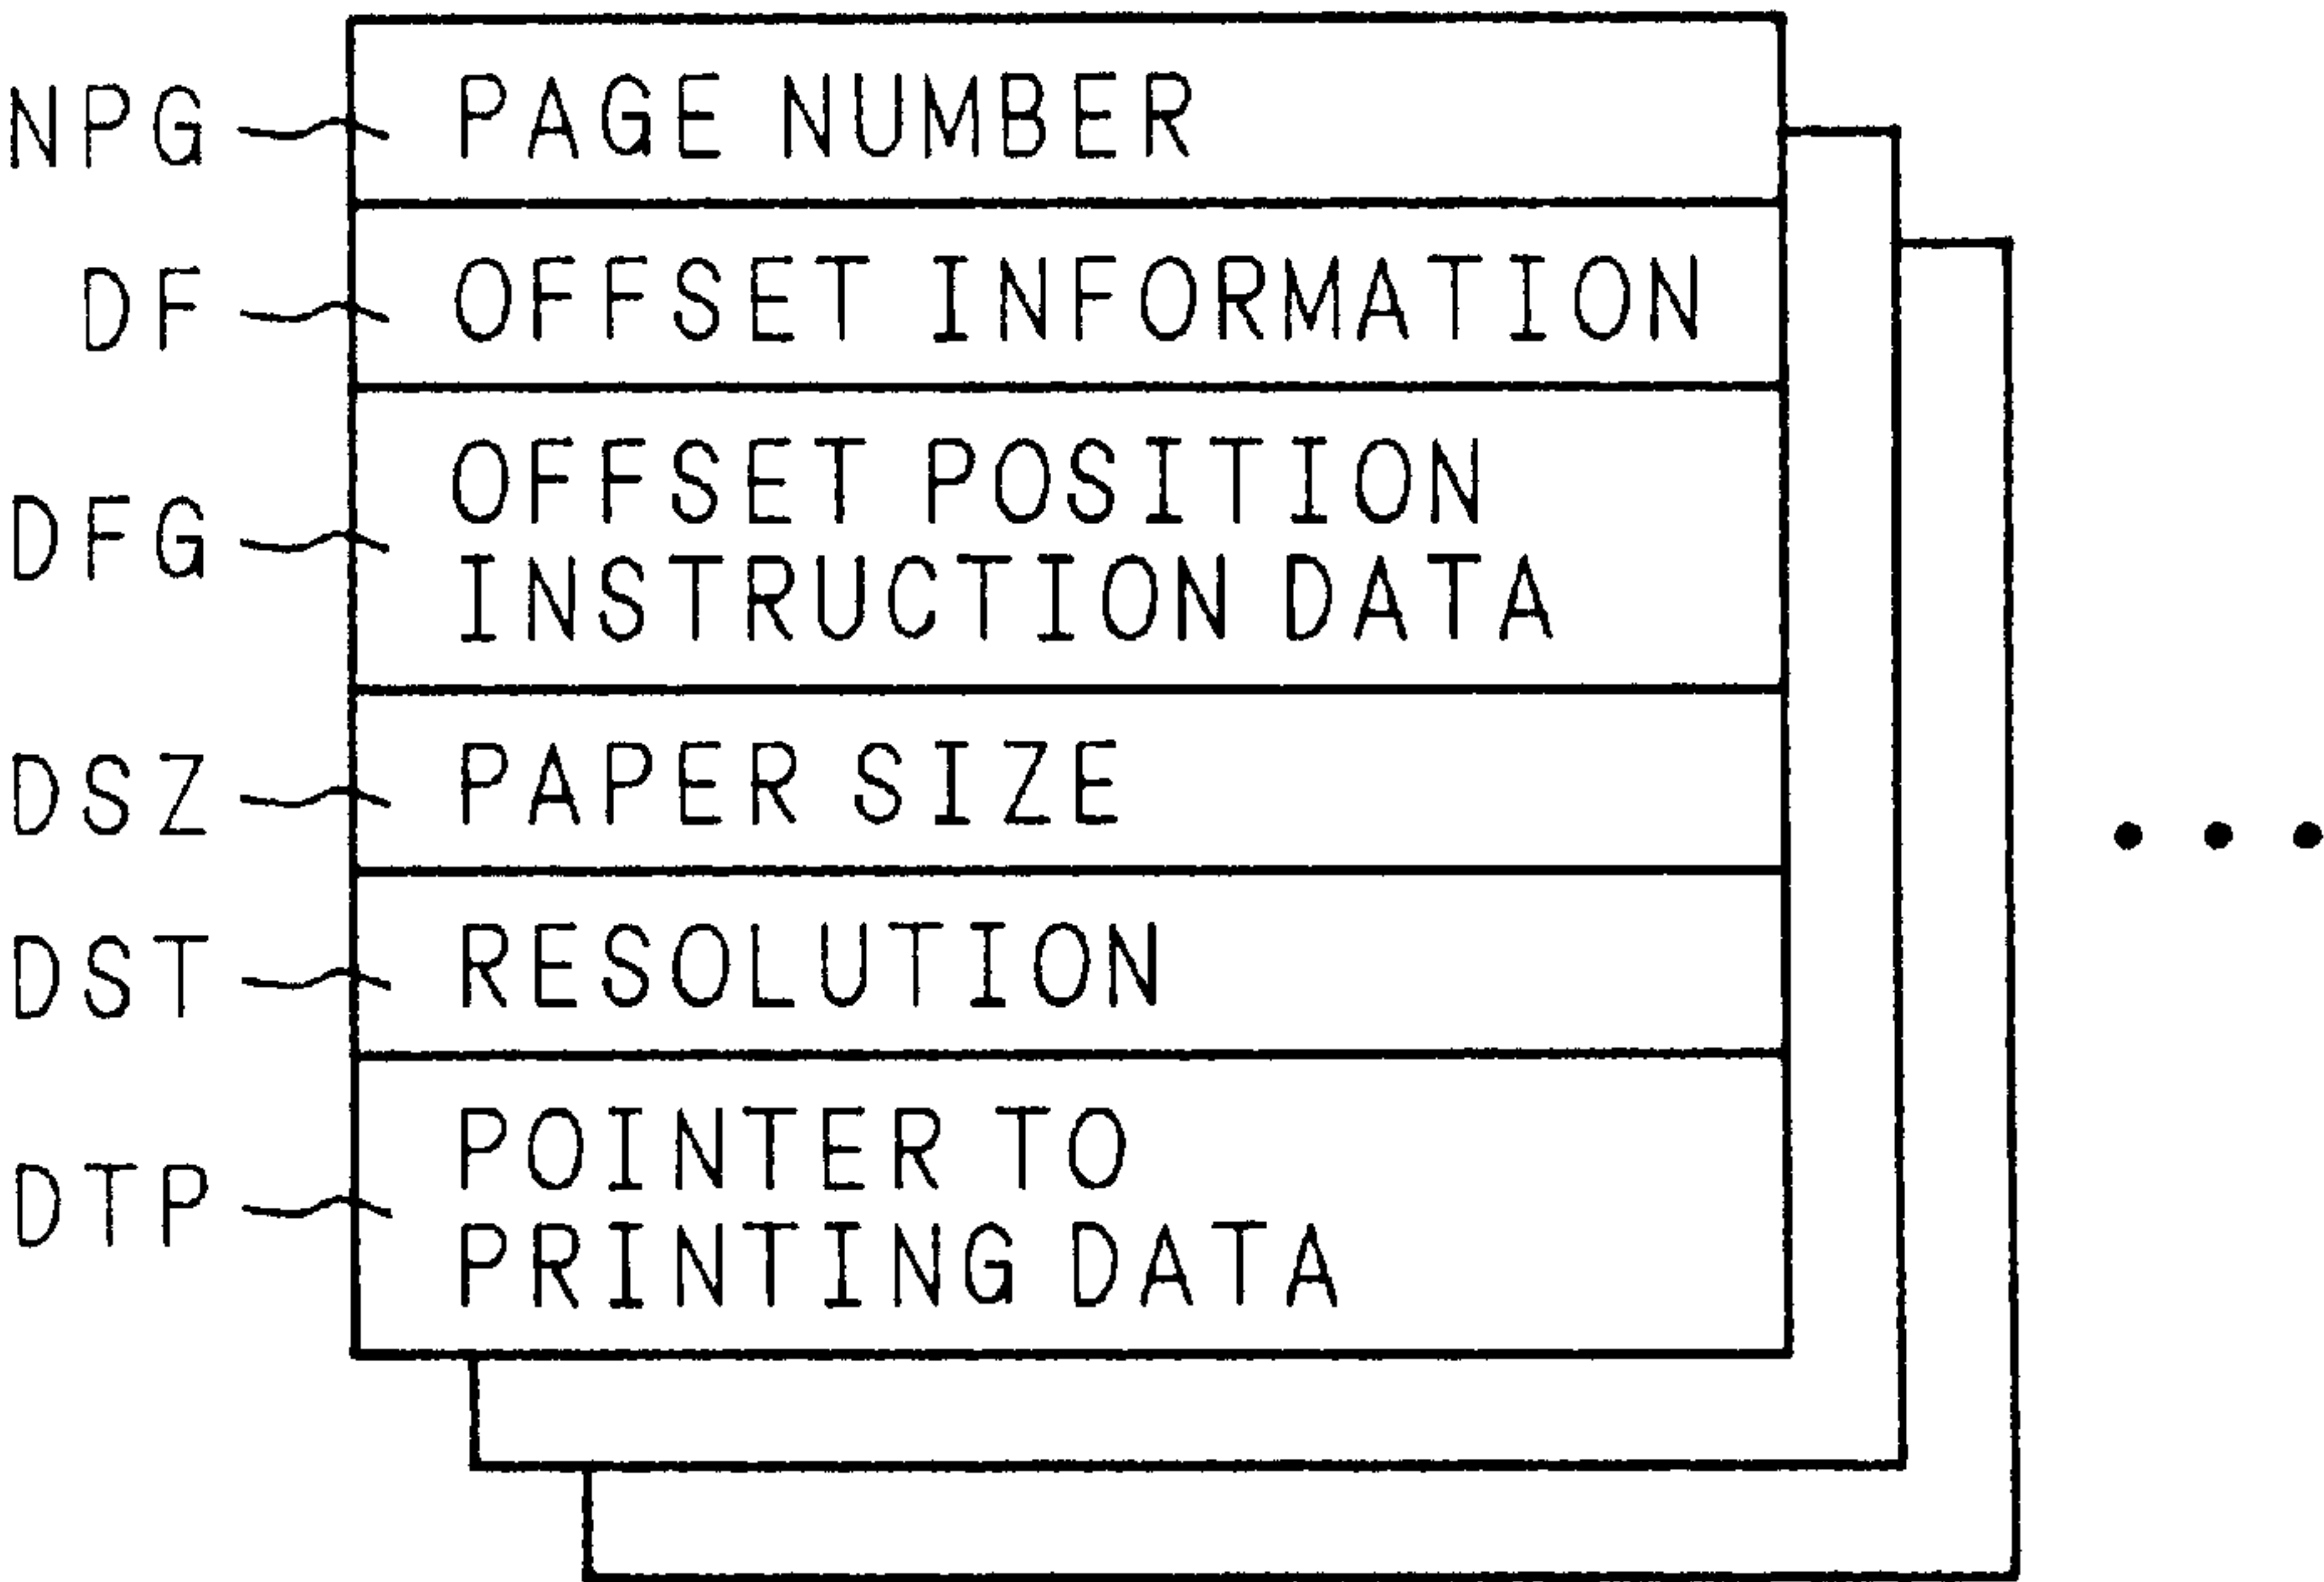 NPG PAGE NUMBER
DF OFFSET INFORMATION
OFFSET POSITION
DFG
INSTRUCTION DATA
DSZ PAPER SIZE
DST RESOLUTION
POINTER TO
DTP
PRINTING DATA